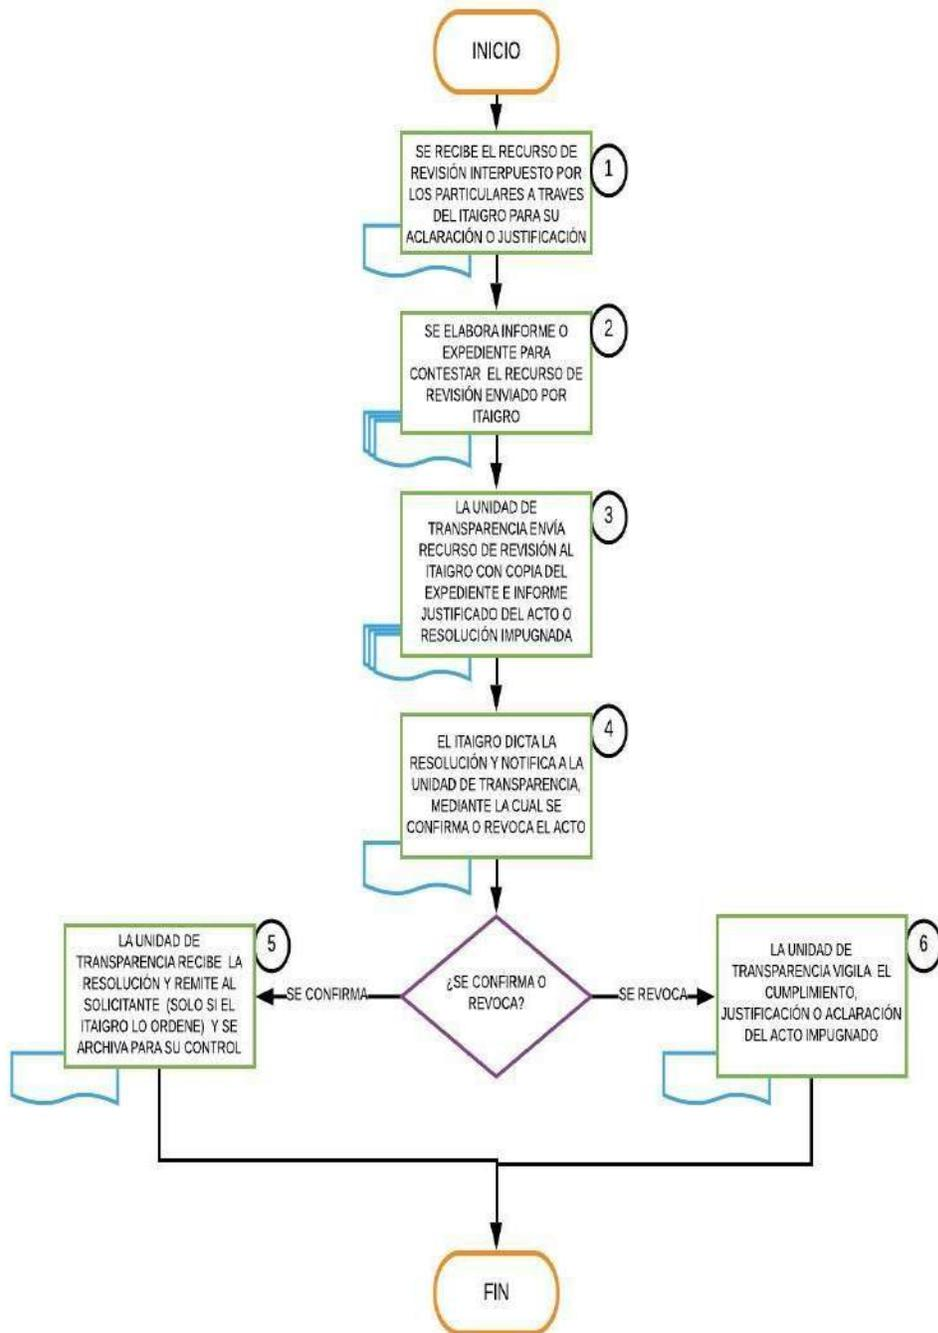 INICIO
SE RECIBE EL RECURSO DE
REVISIÓN INTERPUESTO POR
LOS PARTICULARES A TRAVES
DEL ITAIGRO PARA SU
ACLARACIÓN O JUSTIFICACIÓN
1
SE ELABORA INFORME O
EXPEDIENTE PARA
CONTESTAR EL RECURSO DE
REVISIÓN ENVIADO POR
ITAIGRO
2
LA UNIDAD DE
TRANSPARENCIA ENVÍA
RECURSO DE REVISIÓN AL
ITAIGRO CON COPIA DEL
EXPEDIENTE E INFORME
JUSTIFICADO DEL ACTO O
RESOLUCIÓN IMPUGNADA
3
EL ITAIGRO DICTA LA
RESOLUCIÓN Y NOTIFICA A LA
UNIDAD DE TRANSPARENCIA,
MEDIANTE LA CUAL SE
CONFIRMA O REVOCA EL ACTO
4
¿SE CONFIRMA O
REVOCA?
SE CONFIRMA
LA UNIDAD DE
TRANSPARENCIA RECIBE LA
RESOLUCIÓN Y REMITE AL
SOLICITANTE (SOLO SI EL
ITAIGRO LO ORDENE) Y SE
ARCHIVA PARA SU CONTROL
5
SE REVOCA
LA UNIDAD DE
TRANSPARENCIA VIGILA EL
CUMPLIMIENTO,
JUSTIFICACIÓN O ACLARACIÓN
DEL ACTO IMPUGNADO
6
FIN